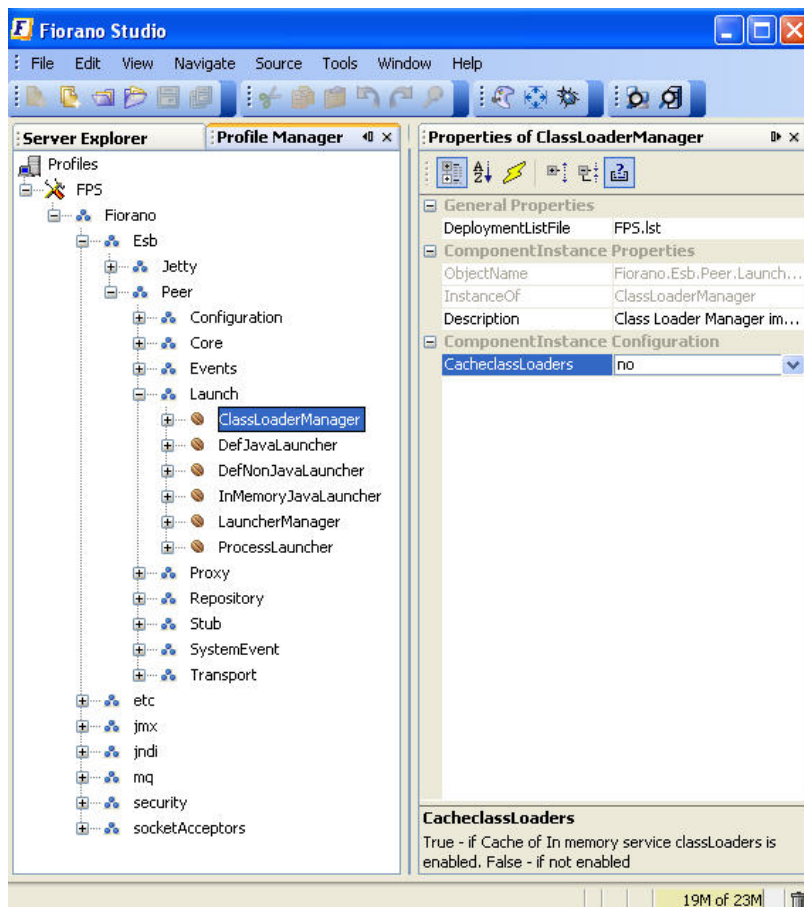 Fiorano Studio
File Edit View Navigate Source Tools Window Help
Server Explorer
Profile Manager
Profiles
FPS
Fiorano
Esb
Jetty
Peer
Configuration
Core
Events
Launch
ClassLoaderManager
DefJavaLauncher
DefNonJavaLauncher
InMemoryJavaLauncher
LauncherManager
ProcessLauncher
Proxy
Repository
Stub
SystemEvent
Transport
etc
jmx
jndi
mq
security
socketAcceptors
Properties of ClassLoaderManager
General Properties
DeploymentListFile FPS.lst
ComponentInstance Properties
ObjectName Fiorano.Esb.Peer.Launch...
InstanceOf ClassLoaderManager
Description Class Loader Manager im...
ComponentInstance Configuration
CacheclassLoaders no
CacheclassLoaders
True - if Cache of In memory service classLoaders is
enabled. False - if not enabled
19M of 23M